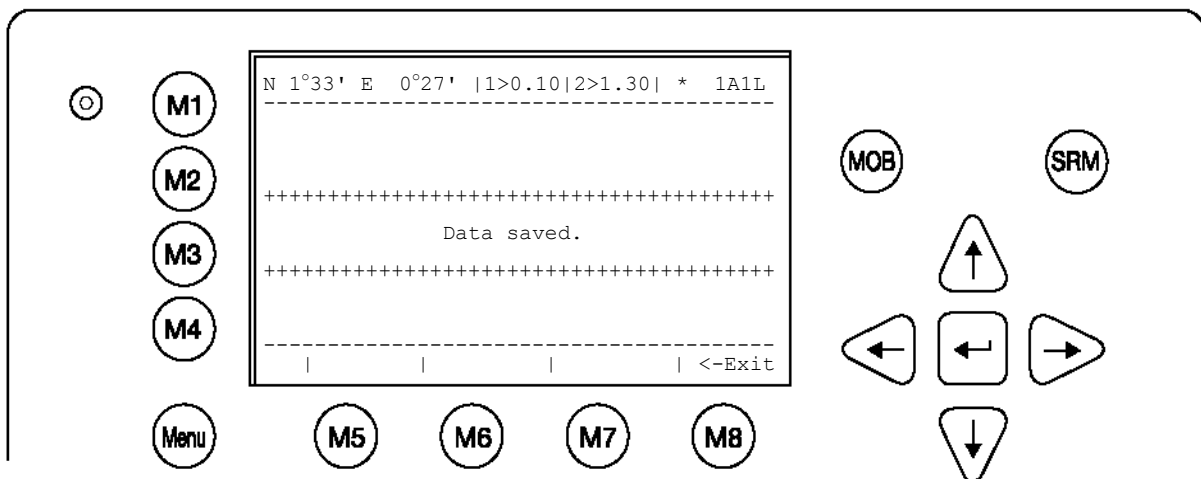 N 1°33' E 0°27' |1>0.10|2>1.30| * 1A1L
----------------------------------------
M1
MOB
SRM
M2
++++++++++++++++++++++++++++++++++++++++
Data saved.
M3
++++++++++++++++++++++++++++++++++++++++
M4
----------------------------------------
| | | | <-Exit
Menu
M5
M6
M7
M8